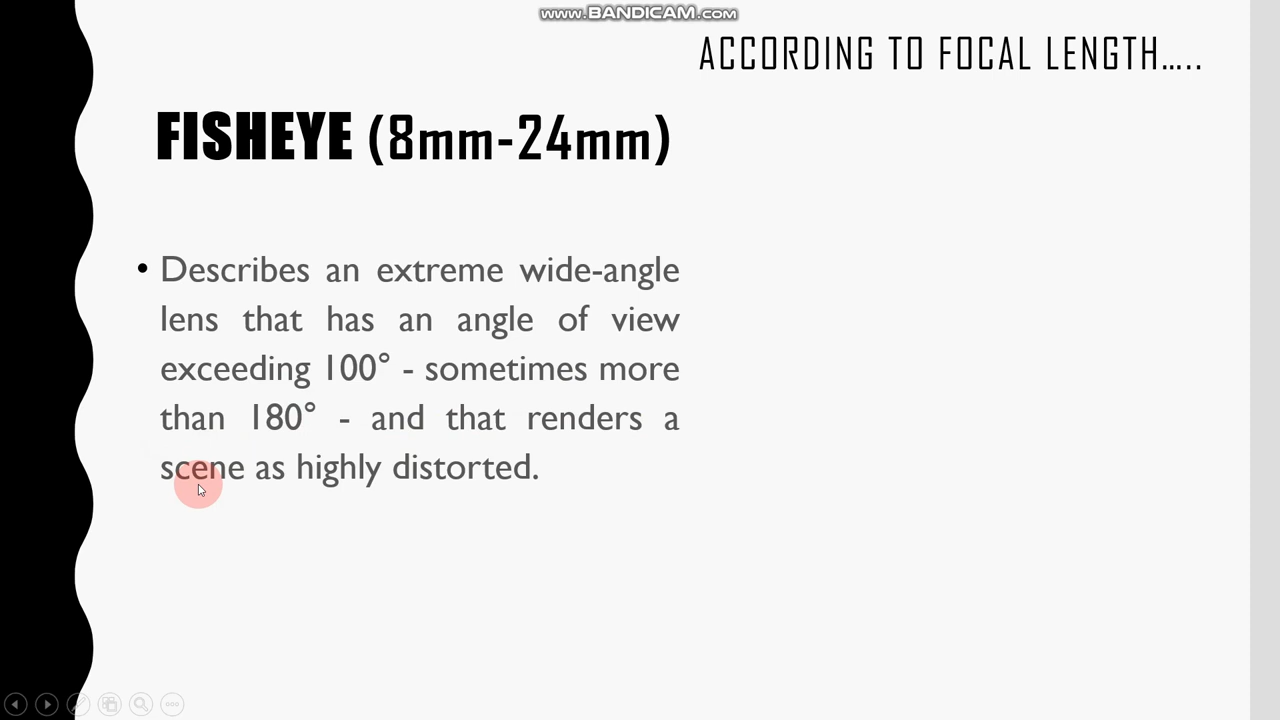 www.BANDICAM.com
ACCORDING TO FOCAL LENGTH.....
FISHEYE (8mm-24mm)
• Describes an extreme wide-angle
lens that has an angle of view
exceeding 100° - sometimes more
than 180° - and that renders a
scene as highly distorted.